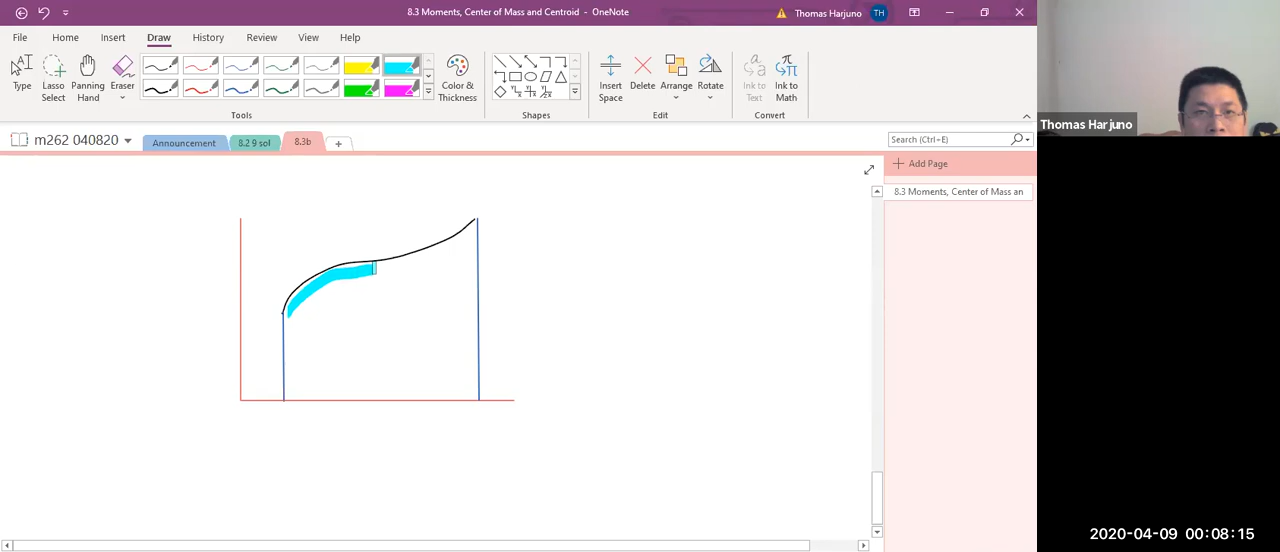 8.3 Moments, Center of Mass and Centroid - OneNote
Thomas Harjuno
TH
File
Home
Insert
Draw
History
Review
View
Help
Type
Lasso Select
Panning Hand
Eraser
Color & Thickness
Insert Space
Delete
Arrange
Rotate
Ink to Text
Ink to Math
Tools
Shapes
Edit
Convert
m262 040820
Announcement
8.2 9 sol
8.3b
Search (Ctrl+E)
Add Page
8.3 Moments, Center of Mass an
Thomas Harjuno
2020-04-09 00:08:15